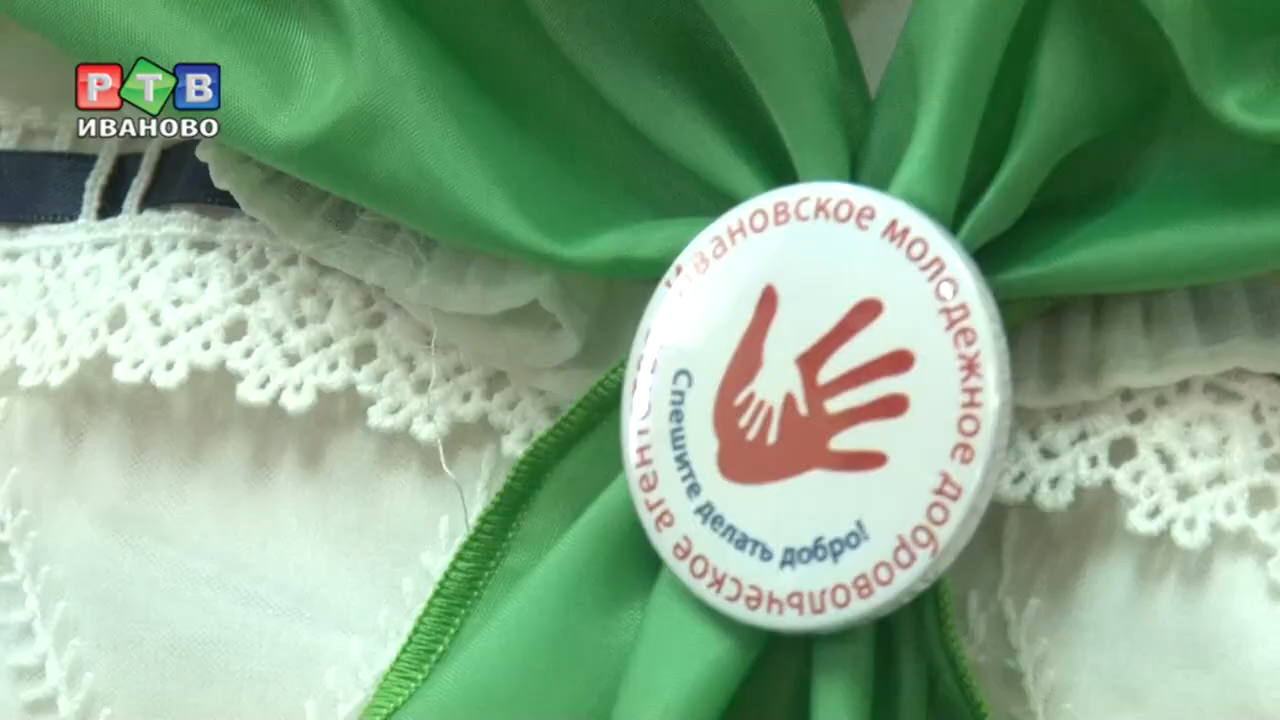 РТВ
ИВАНОВО
Ивановское молодежное добровольческое агентство
Спешите делать добро!